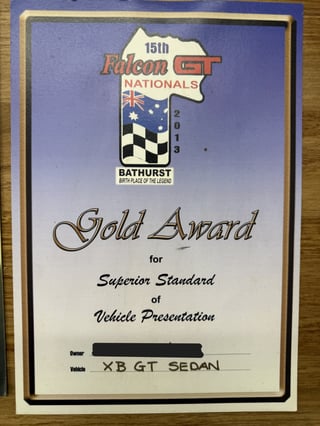 15th
Falcon GT
NATIONALS
2013
BATHURST
BIRTH PLACE OF THE LEGEND
Gold Award
for
Superior Standard
of
Vehicle Presentation
Owner
Vehicle XB GT SEDAN